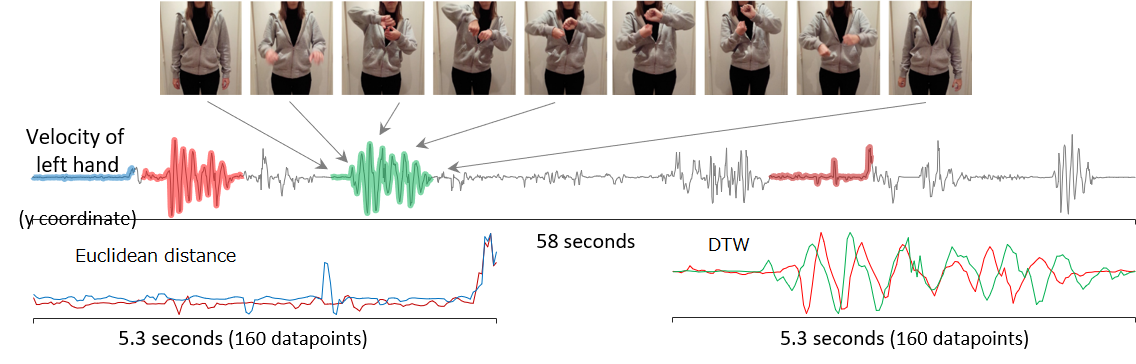 Velocity of
left hand
(y coordinate)
Euclidean distance
58 seconds
DTW
5.3 seconds (160 datapoints)
5.3 seconds (160 datapoints)